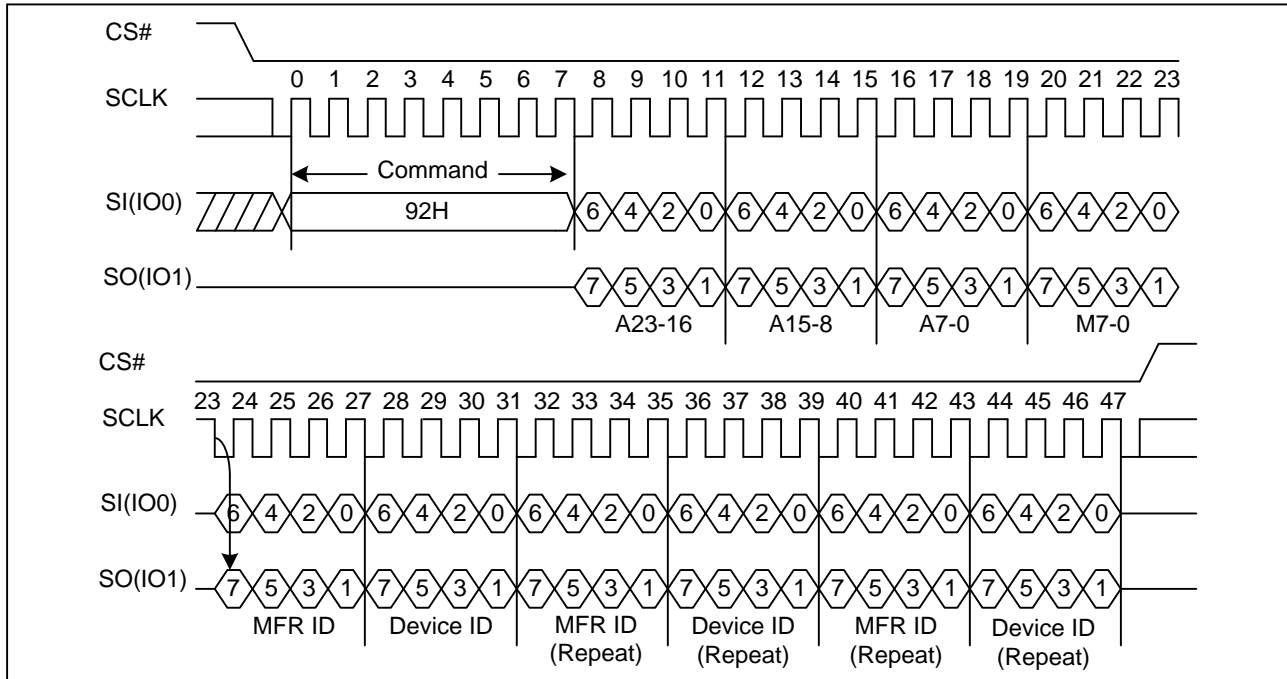 CS#
0 1 2 3 4 5 6 7 8 9 10 11 12 13 14 15 16 17 18 19 20 21 22 23
SCLK
Command
SI(IO0)
92H
6 4 2 0 6 4 2 0 6 4 2 0 6 4 2 0
SO(IO1)
7 5 3 1 7 5 3 1 7 5 3 1 7 5 3 1
A23-16 A15-8 A7-0 M7-0
CS#
23 24 25 26 27 28 29 30 31 32 33 34 35 36 37 38 39 40 41 42 43 44 45 46 47
SCLK
SI(IO0)
6 4 2 0 6 4 2 0 6 4 2 0 6 4 2 0 6 4 2 0 6 4 2 0
SO(IO1)
7 5 3 1 7 5 3 1 7 5 3 1 7 5 3 1 7 5 3 1 7 5 3 1
MFR ID Device ID MFR ID Device ID MFR ID Device ID
(Repeat) (Repeat) (Repeat) (Repeat)